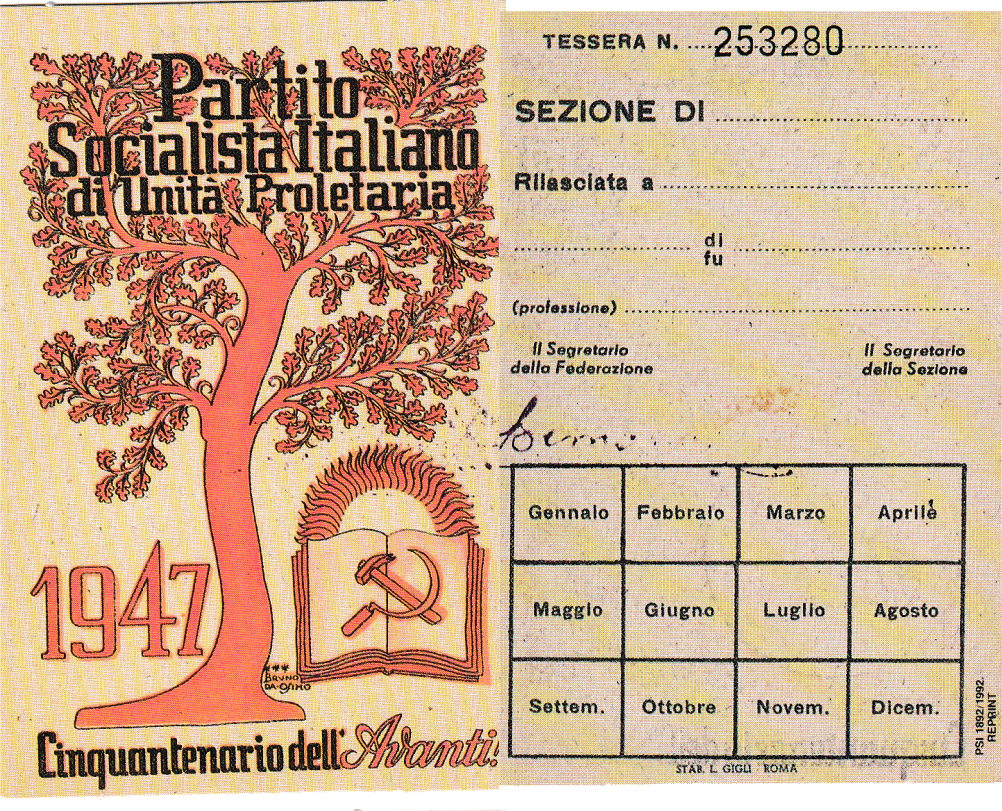 Partito
Socialista Italiano
di Unità Proletaria
1947
BRUNO
DA·OSIMO
Cinquantenario dell'Avanti!
TESSERA N. 253280
SEZIONE DI
Rilasciata a
di
fu
(professione)
Il Segretario
della Federazione
Il Segretario
della Sezione
Gennaio Febbraio Marzo Aprile
Maggio Giugno Luglio Agosto
Settem. Ottobre Novem. Dicem.
STAB. L. GIGLI ROMA
PSI 1892/1992.
REPRINT